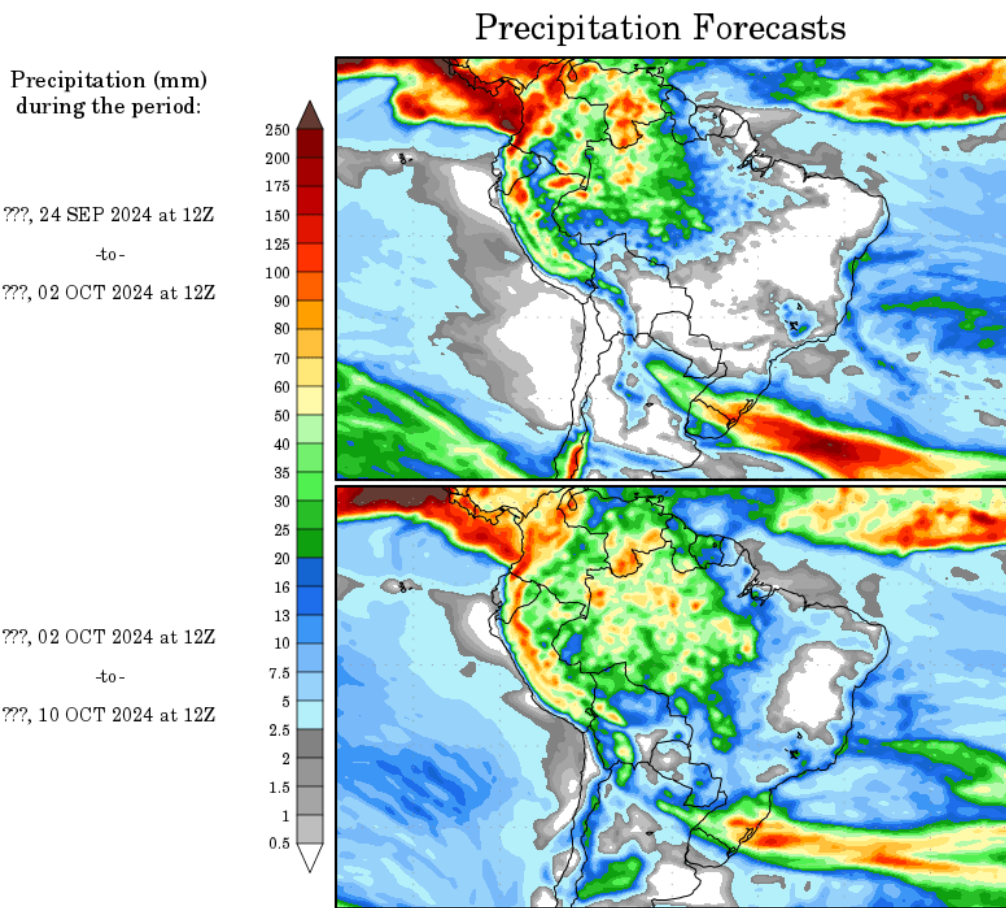 Precipitation Forecasts
Precipitation (mm)
during the period:
???, 24 SEP 2024 at 12Z
-to-
???, 02 OCT 2024 at 12Z
???, 02 OCT 2024 at 12Z
-to-
???, 10 OCT 2024 at 12Z
250
200
175
150
125
100
90
80
70
60
50
40
35
30
25
20
16
13
10
7.5
5
2.5
2
1.5
1
0.5